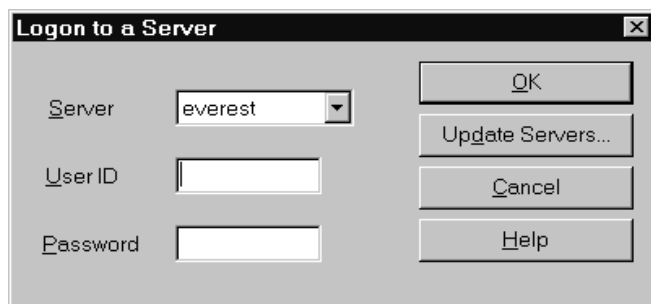 Logon to a Server
Server
everest
User ID
Password
OK
Update Servers...
Cancel
Help